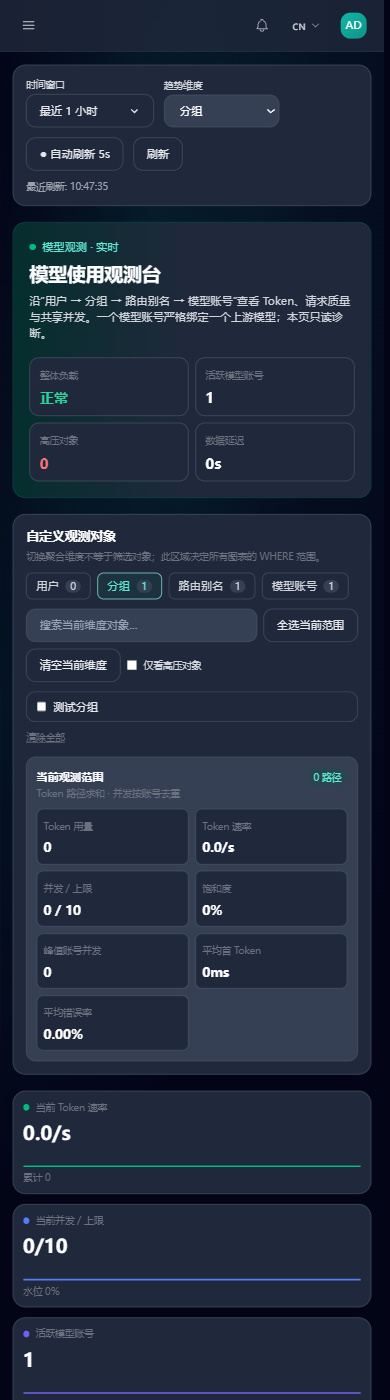 CN
AD
时间窗口
趋势维度
最近 1 小时
分组
● 自动刷新 5s
刷新
最近刷新: 10:47:35
模型观测 · 实时
模型使用观测台
沿“用户 → 分组 → 路由别名 → 模型账号”查看 Token、请求质量
与共享并发。一个模型账号严格绑定一个上游模型；本页只读诊
断。
整体负载
正常
活跃模型账号
1
高压对象
0
数据延迟
0s
自定义观测对象
切换聚合维度不等于筛选对象；此区域决定所有图表的 WHERE 范围。
用户 0
分组 1
路由别名 1
模型账号 1
搜索当前维度对象...
全选当前范围
清空当前维度
仅看高压对象
测试分组
清除全部
当前观测范围
0 路径
Token 路径求和 · 并发按账号去重
Token 用量
0
Token 速率
0.0/s
并发 / 上限
0 / 10
饱和度
0%
峰值账号并发
0
平均首 Token
0ms
平均错误率
0.00%
当前 Token 速率
0.0/s
累计 0
当前并发 / 上限
0/10
水位 0%
活跃模型账号
1